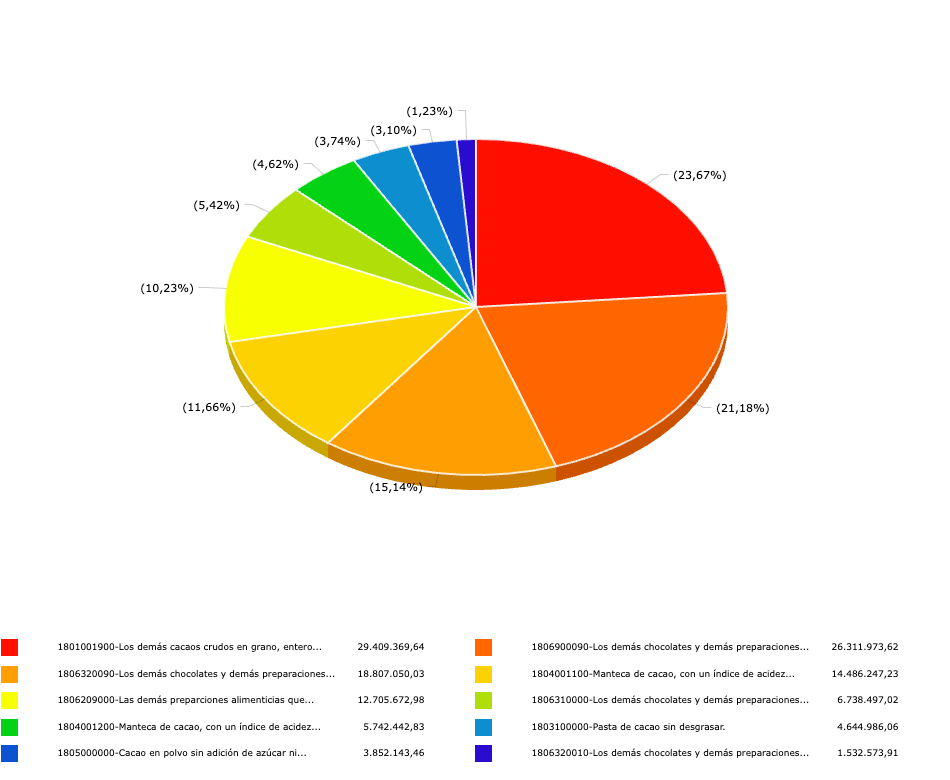 (1,23%)
(3,10%)
(3,74%)
(4,62%)
(23,67%)
(5,42%)
(10,23%)
(11,66%)
(21,18%)
(15,14%)
1801001900-Los demás cacaos crudos en grano, entero... 29.409.369,64
1806900090-Los demás chocolates y demás preparaciones... 26.311.973,62
1806320090-Los demás chocolates y demás preparaciones... 18.807.050,03
1804001100-Manteca de cacao, con un índice de acidez... 14.486.247,23
1806209000-Las demás preparciones alimenticias que... 12.705.672,98
1806310000-Los demás chocolates y demás preparaciones... 6.738.497,02
1804001200-Manteca de cacao, con un índice de acidez... 5.742.442,83
1803100000-Pasta de cacao sin desgrasar. 4.644.986,06
1805000000-Cacao en polvo sin adición de azúcar ni... 3.852.143,46
1806320010-Los demás chocolates y demás preparaciones... 1.532.573,91